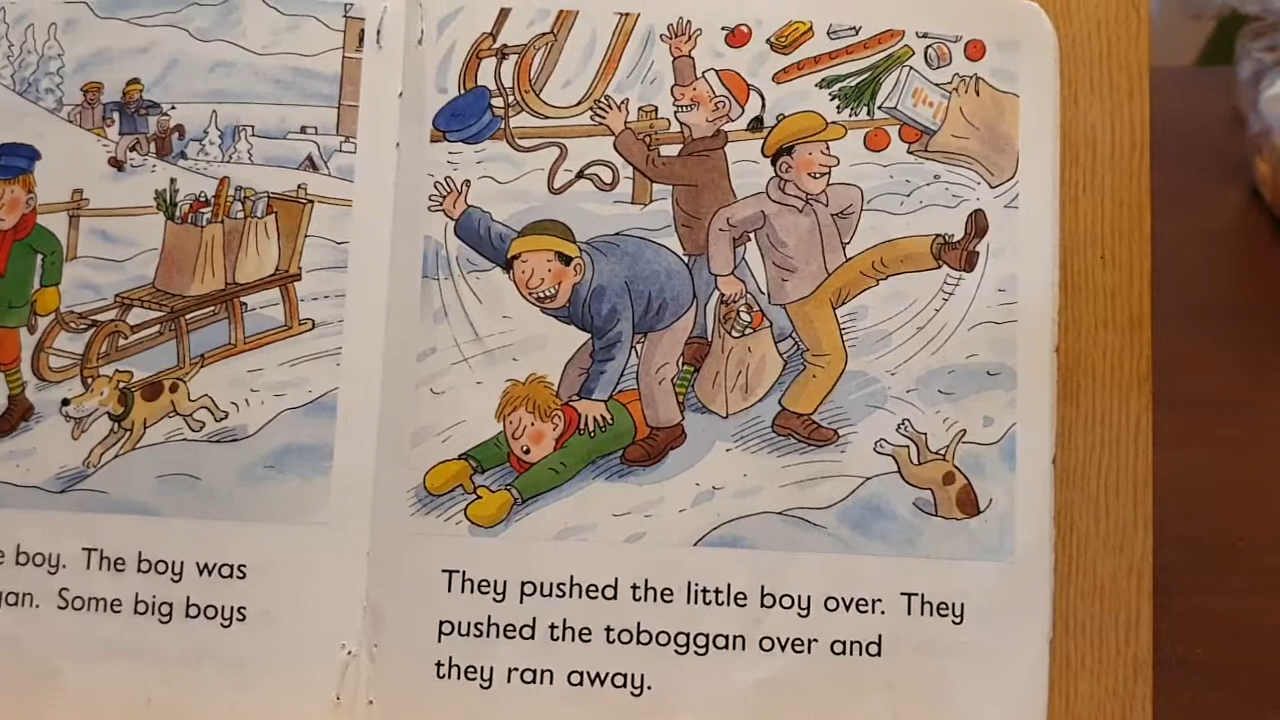 boy. The boy was
Some big boys
They pushed the little boy over. They
pushed the toboggan over and
they ran away.